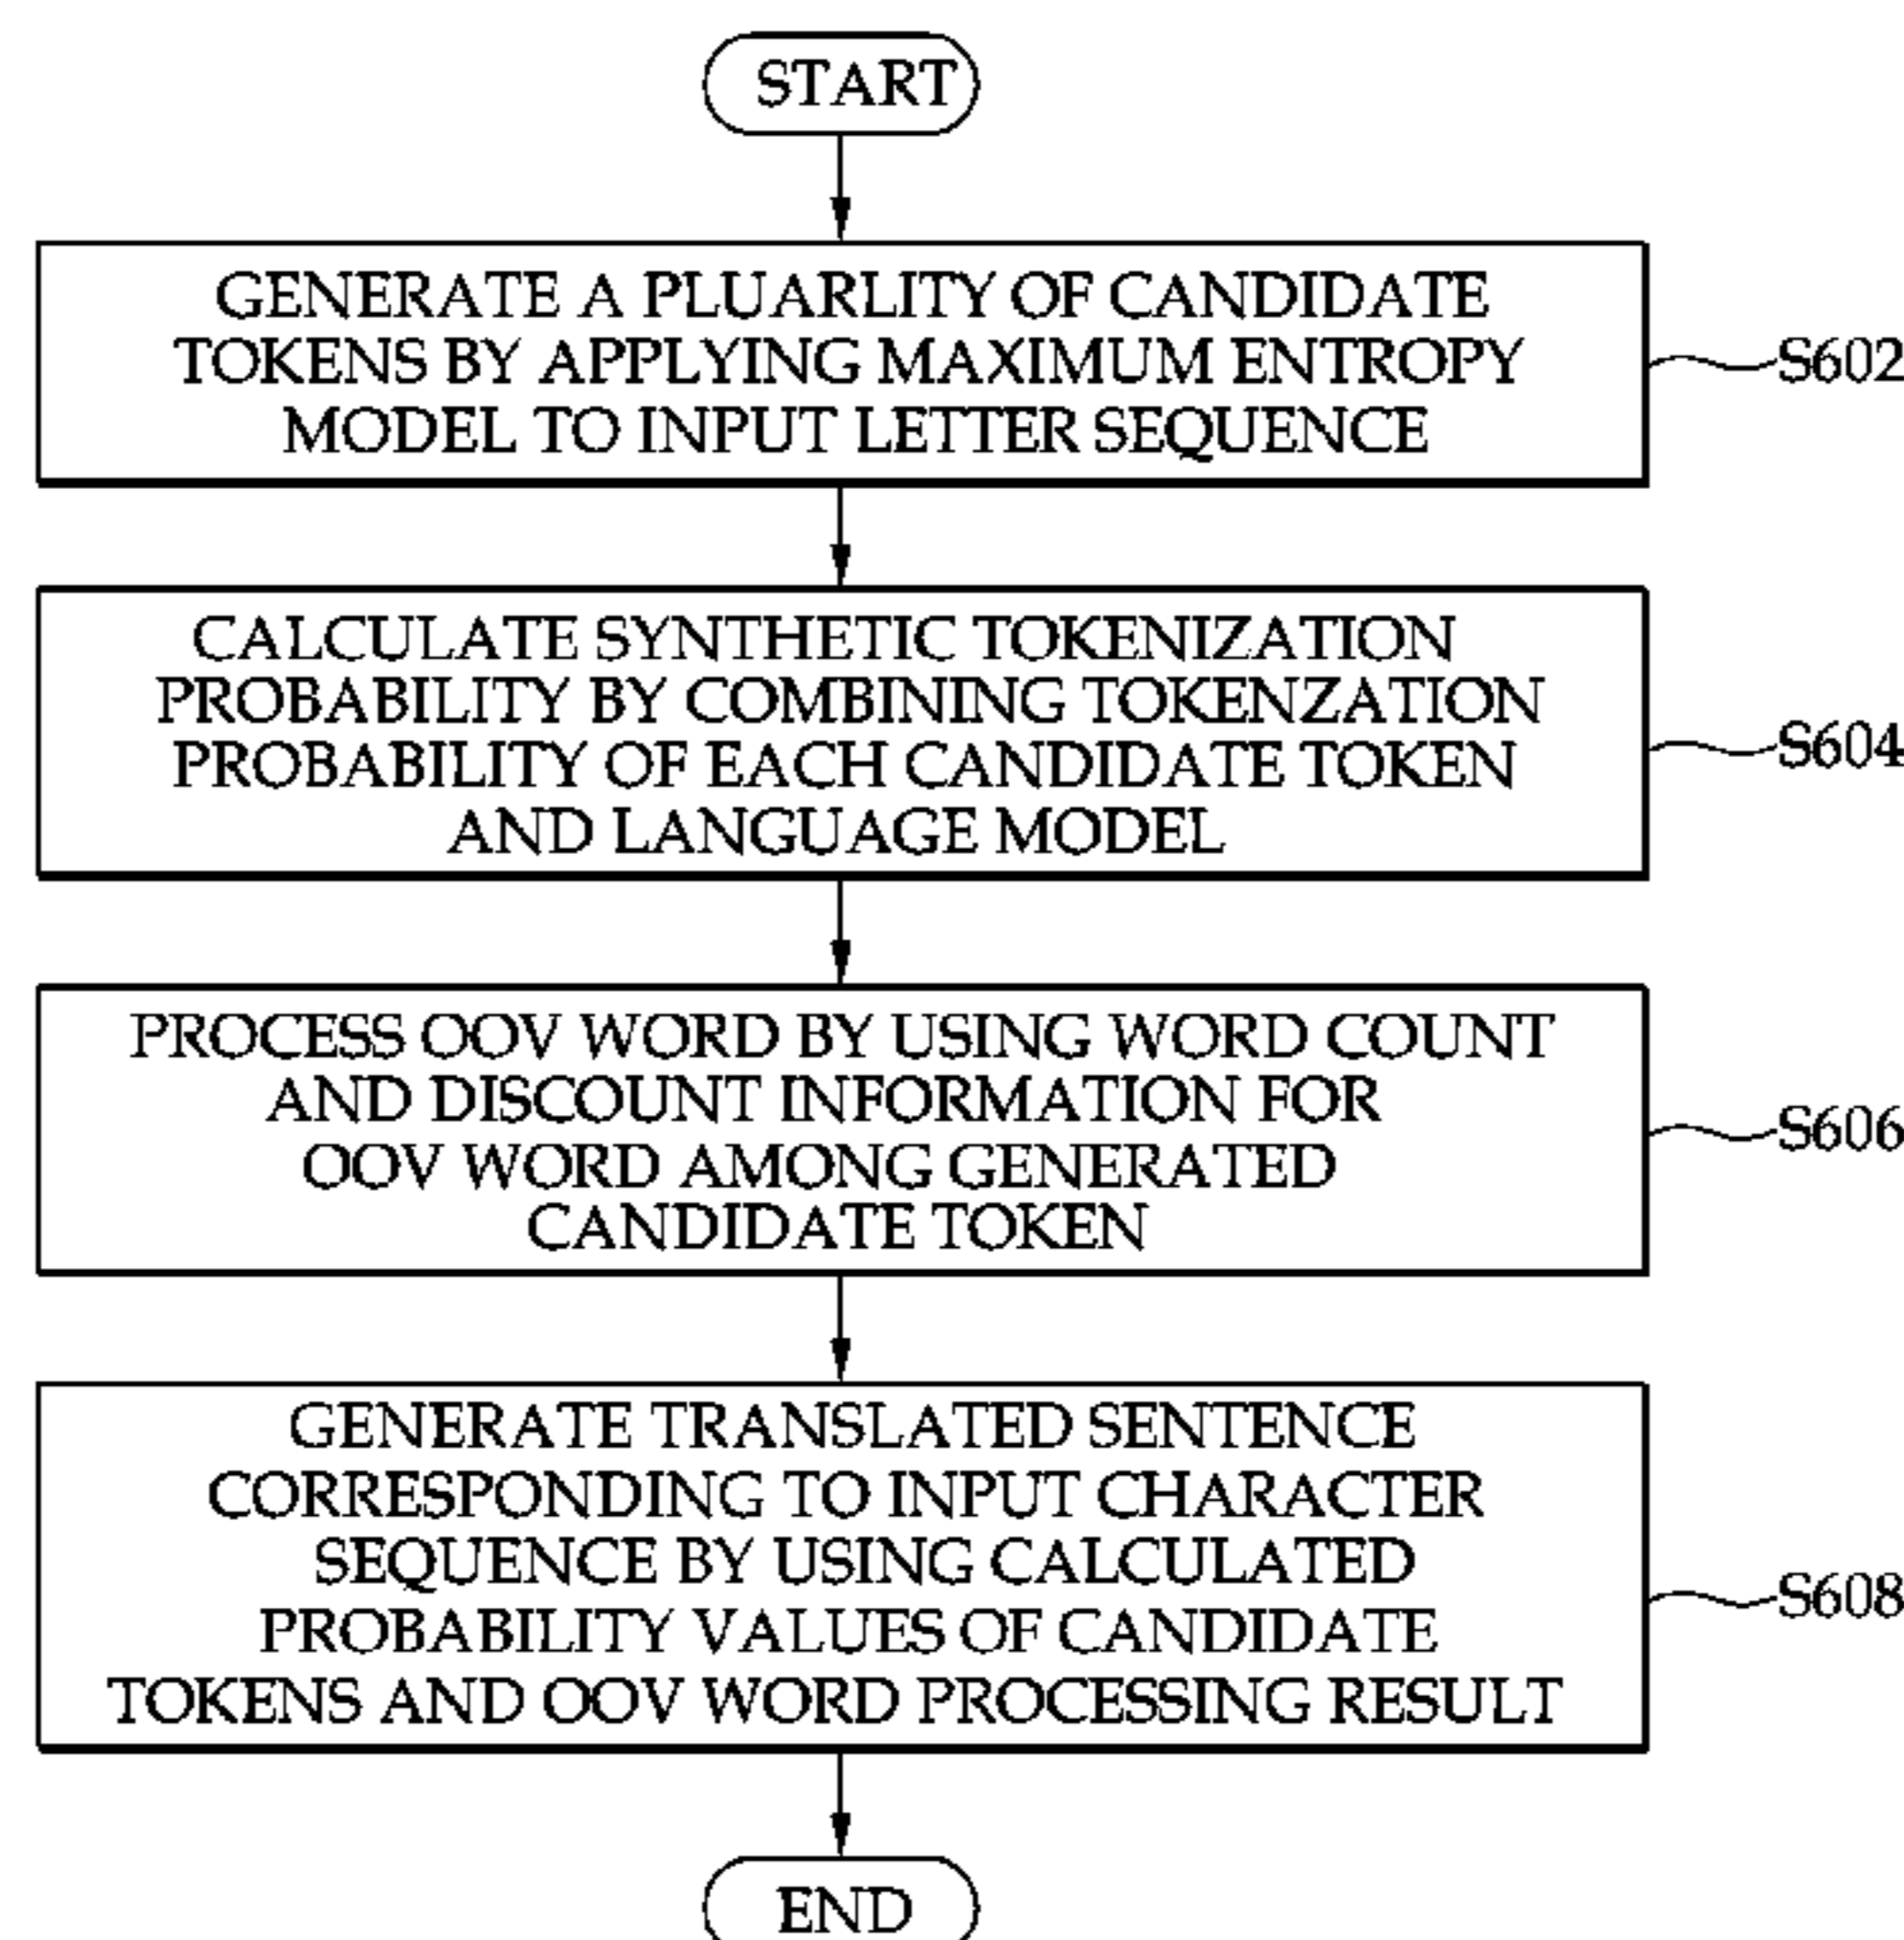 START
GENERATE A PLUARLITY OF CANDIDATE
TOKENS BY APPLYING MAXIMUM ENTROPY
MODEL TO INPUT LETTER SEQUENCE
S602
CALCULATE SYNTHETIC TOKENIZATION
PROBABILITY BY COMBINING TOKENZATION
PROBABILITY OF EACH CANDIDATE TOKEN
AND LANGUAGE MODEL
S604
PROCESS OOV WORD BY USING WORD COUNT
AND DISCOUNT INFORMATION FOR
OOV WORD AMONG GENERATED
CANDIDATE TOKEN
S606
GENERATE TRANSLATED SENTENCE
CORRESPONDING TO INPUT CHARACTER
SEQUENCE BY USING CALCULATED
PROBABILITY VALUES OF CANDIDATE
TOKENS AND OOV WORD PROCESSING RESULT
S608
END